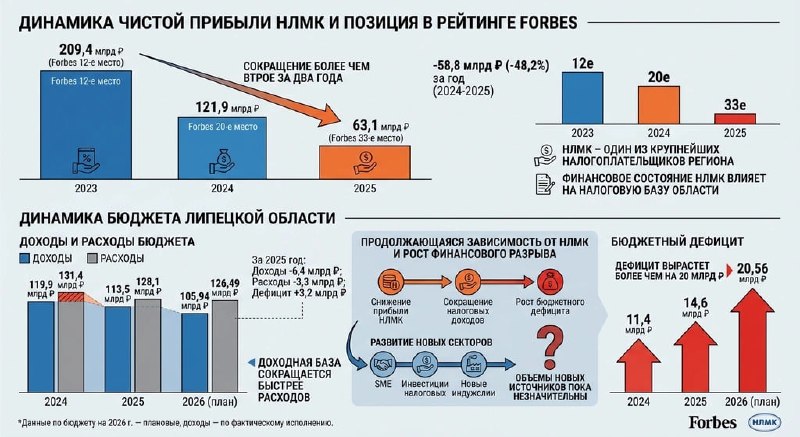 ДИНАМИКА ЧИСТОЙ ПРИБЫЛИ НЛМК И ПОЗИЦИЯ В РЕЙТИНГЕ FORBES
209,4 млрд ₽
(Forbes 12-е место)
Forbes 12-е место
2023
121,9 млрд ₽
Forbes 20-е место
2024
СОКРАЩЕНИЕ БОЛЕЕ ЧЕМ
ВТРОЕ ЗА ДВА ГОДА
63,1 млрд ₽
(Forbes 33-е место)
2025
-58,8 млрд ₽ (-48,2%)
за год
(2024-2025)
12е
20е
33е
2023
2024
2025
НЛМК – ОДИН ИЗ КРУПНЕЙШИХ
НАЛОГОПЛАТЕЛЬЩИКОВ РЕГИОНА
ФИНАНСОВОЕ СОСТОЯНИЕ НЛМК ВЛИЯЕТ
НА НАЛОГОВУЮ БАЗУ ОБЛАСТИ
ДИНАМИКА БЮДЖЕТА ЛИПЕЦКОЙ ОБЛАСТИ
ДОХОДЫ И РАСХОДЫ БЮДЖЕТА
ДОХОДЫ
РАСХОДЫ
119,9
млрд ₽
131,4
млрд ₽
113,5
млрд ₽
128,1
млрд ₽
105,94
млрд ₽
126,49
млрд ₽
2024
2025
2026 (план)
За 2025 год:
Доходы -6,4 млрд ₽;
Расходы -3,3 млрд ₽;
Дефицит +3,2 млрд ₽
ДОХОДНАЯ БАЗА
СОКРАЩАЕТСЯ
БЫСТРЕЕ
РАСХОДОВ
ПРОДОЛЖАЮЩАЯСЯ ЗАВИСИМОСТЬ ОТ НЛМК
И РОСТ ФИНАНСОВОГО РАЗРЫВА
Снижение
прибыли
НЛМК
Сокращение
налоговых
доходов
Рост бюджетного
дефицита
РАЗВИТИЕ НОВЫХ СЕКТОРОВ
SME
Инвестиции
налоговых
Новые
индужслии
?
ОБЪЕМЫ НОВЫХ
ИСТОЧНИКОВ ПОКА
НЕЗНАЧИТЕЛЬНЫ
БЮДЖЕТНЫЙ ДЕФИЦИТ
ДЕФИЦИТ ВЫРАСТЕТ
БОЛЕЕ ЧЕМ НА 20 МЛРД ₽
11,4
млрд ₽
14,6
млрд ₽
20,56
млрд ₽
2024
2025
2026 (план)
*Данные по бюджету на 2026 г. — плановые, доходы — по фактическому исполнению.
Forbes
НЛМК